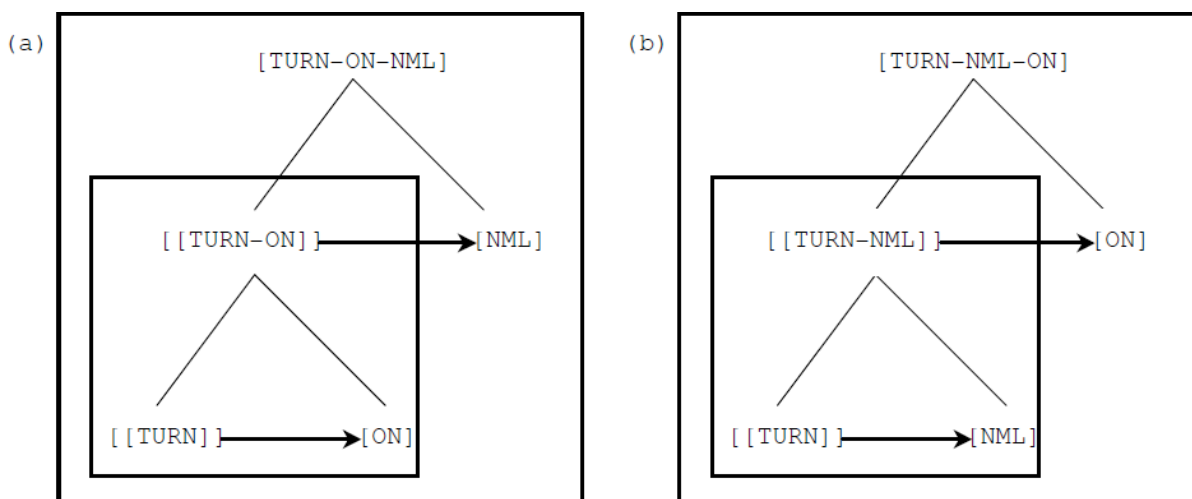 (a)
[TURN-ON-NML]
[[TURN-ON]]
[NML]
[[TURN]]
[ON]
(b)
[TURN-NML-ON]
[[TURN-NML]]
[ON]
[[TURN]]
[NML]